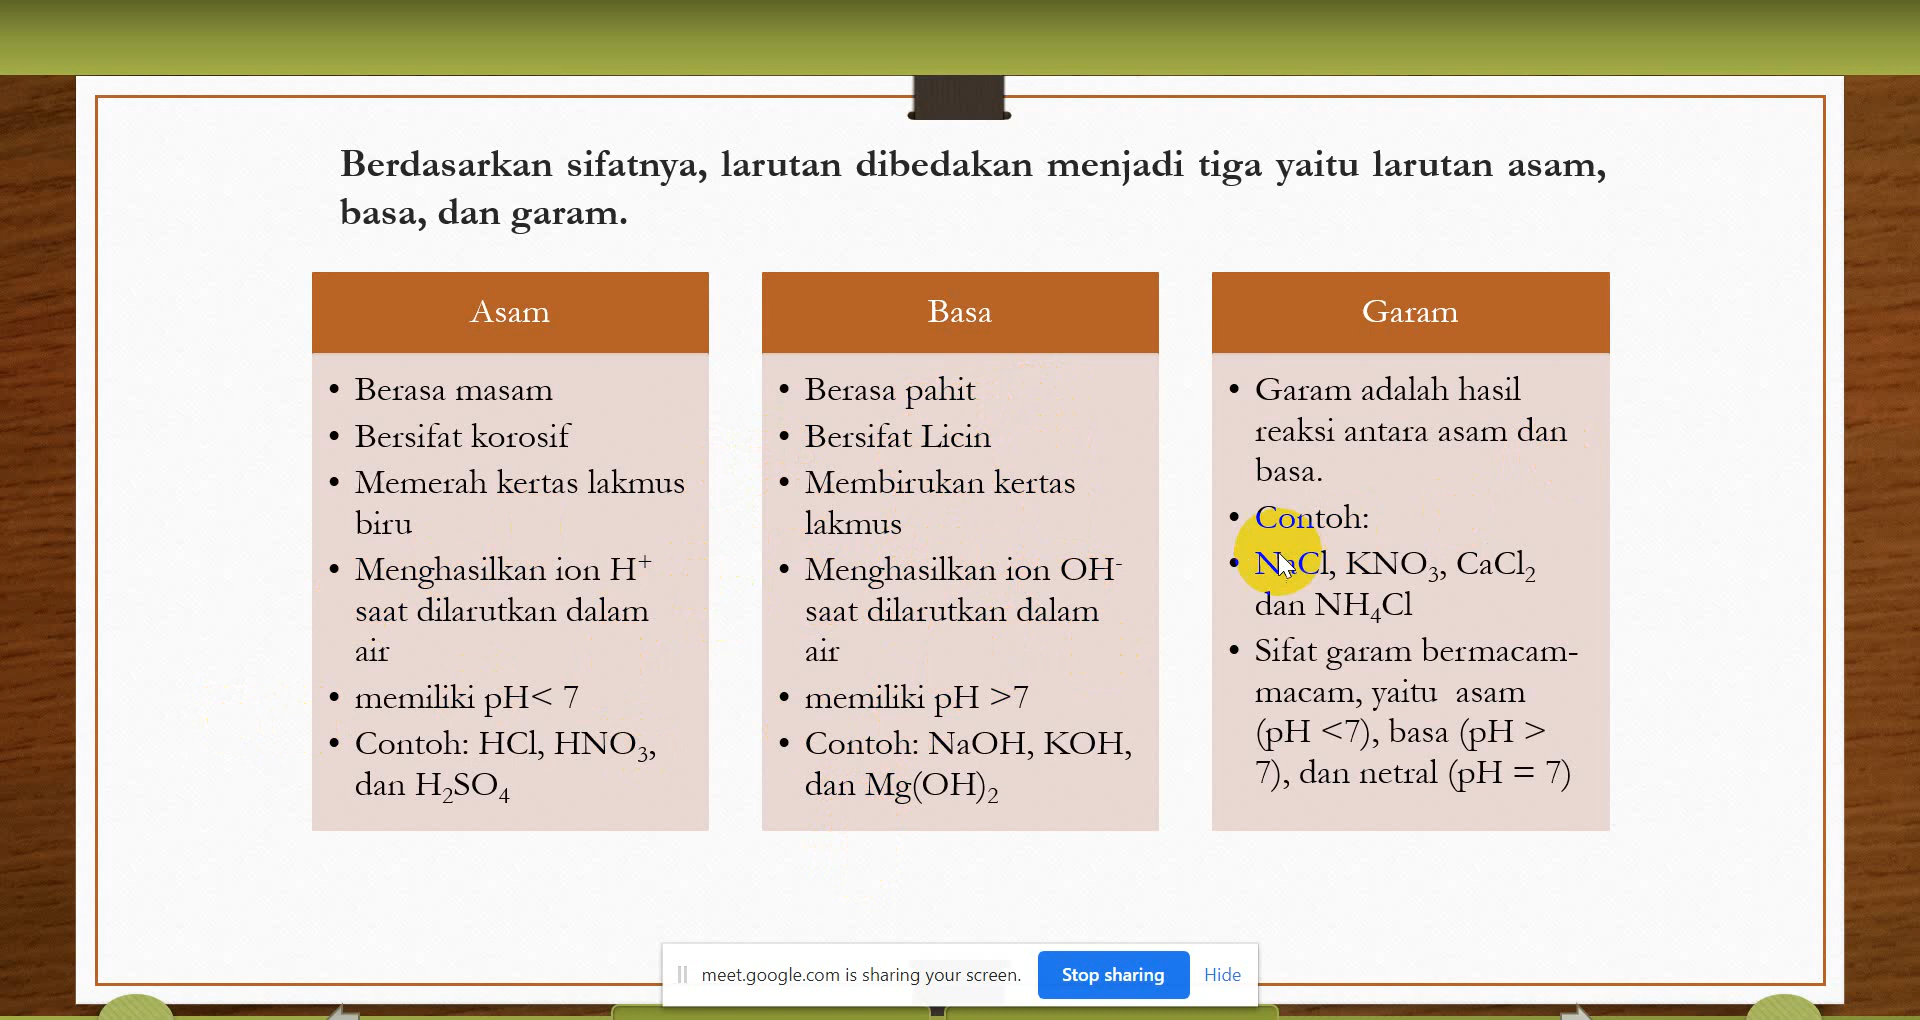 Berdasarkan sifatnya, larutan dibedakan menjadi tiga yaitu larutan asam,
basa, dan garam.
Asam
• Berasa masam
• Bersifat korosif
• Memerah kertas lakmus
biru
• Menghasilkan ion H⁺
saat dilarutkan dalam
air
• memiliki pH< 7
• Contoh: HCl, HNO₃,
dan H₂SO₄
Basa
• Berasa pahit
• Bersifat Licin
• Membirukan kertas
lakmus
• Menghasilkan ion OH⁻
saat dilarutkan dalam
air
• memiliki pH >7
• Contoh: NaOH, KOH,
dan Mg(OH)₂
Garam
• Garam adalah hasil
reaksi antara asam dan
basa.
• Contoh:
• NaCl, KNO₃, CaCl₂
dan NH₄Cl
• Sifat garam bermacam-
macam, yaitu asam
(pH <7), basa (pH >
7), dan netral (pH = 7)
meet.google.com is sharing your screen. Stop sharing Hide